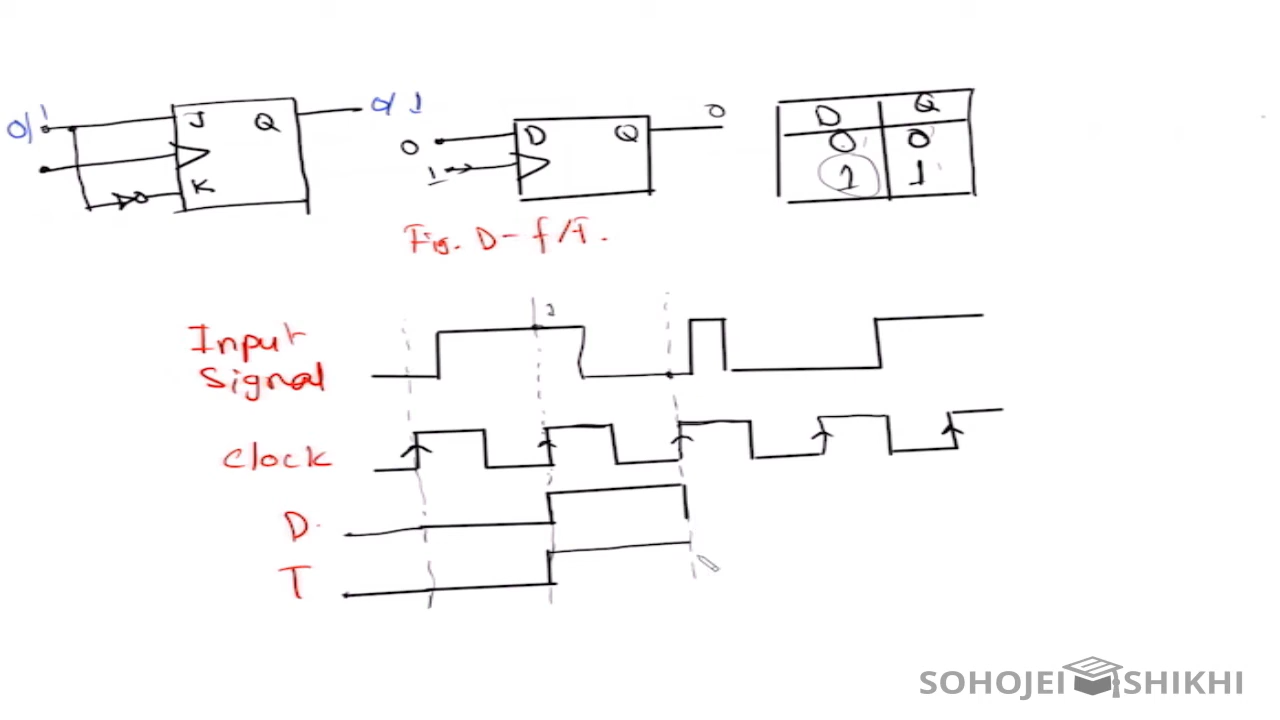 0/1 J Q 0/1
K
0 D Q 0
1
Fig. D-f/F.
D Q
0 0
1 1
Input
Signal
Clock
D
T
SOHOJEI SHIKHI